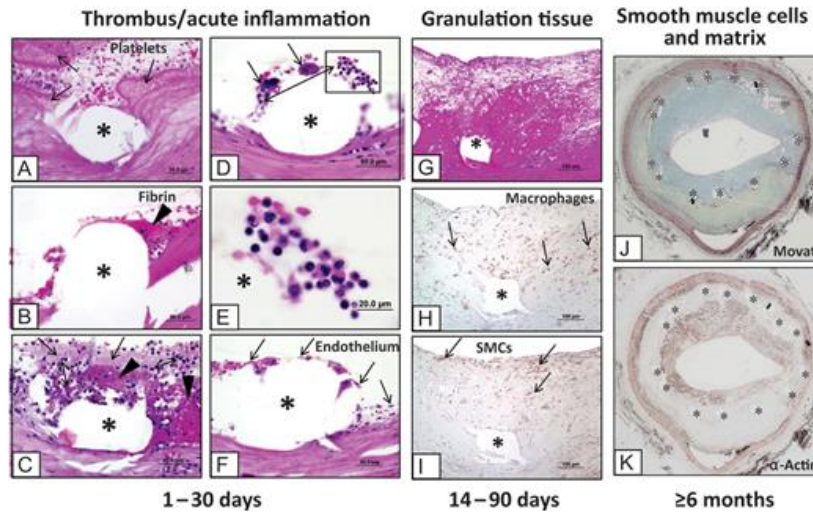 Thrombus/acute inflammation
Granulation tissue
Smooth muscle cells
and matrix
Platelets
A
D
G
J
Movat
Fibrin
B
E
20.0 µm
Macrophages
H
C
Endothelium
F
SMCs
I
K
α-Actin
1–30 days
14–90 days
≥6 months